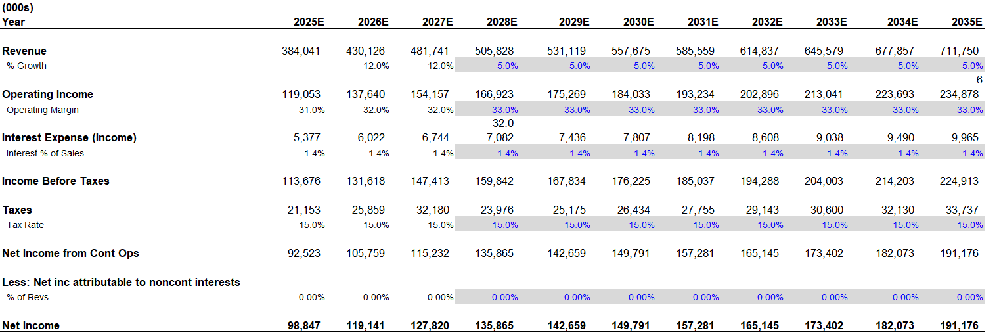 (000s)
Year 2025E 2026E 2027E 2028E 2029E 2030E 2031E 2032E 2033E 2034E 2035E
Revenue 384,041 430,126 481,741 505,828 531,119 557,675 585,559 614,837 645,579 677,857 711,750
% Growth 12.0% 12.0% 5.0% 5.0% 5.0% 5.0% 5.0% 5.0% 5.0% 5.0%
6
Operating Income 119,053 137,640 154,157 166,923 175,269 184,033 193,234 202,896 213,041 223,693 234,878
Operating Margin 31.0% 32.0% 32.0% 33.0% 33.0% 33.0% 33.0% 33.0% 33.0% 33.0% 33.0%
32.0
Interest Expense (Income) 5,377 6,022 6,744 7,082 7,436 7,807 8,198 8,608 9,038 9,490 9,965
Interest % of Sales 1.4% 1.4% 1.4% 1.4% 1.4% 1.4% 1.4% 1.4% 1.4% 1.4% 1.4%
Income Before Taxes 113,676 131,618 147,413 159,842 167,834 176,225 185,037 194,288 204,003 214,203 224,913
Taxes 21,153 25,859 32,180 23,976 25,175 26,434 27,755 29,143 30,600 32,130 33,737
Tax Rate 15.0% 15.0% 15.0% 15.0% 15.0% 15.0% 15.0% 15.0% 15.0% 15.0% 15.0%
Net Income from Cont Ops 92,523 105,759 115,232 135,865 142,659 149,791 157,281 165,145 173,402 182,073 191,176
Less: Net inc attributable to noncont interests - - - - - - - - - - -
% of Revs 0.00% 0.00% 0.00% 0.00% 0.00% 0.00% 0.00% 0.00% 0.00% 0.00% 0.00%
Net Income 98,847 119,141 127,820 135,865 142,659 149,791 157,281 165,145 173,402 182,073 191,176